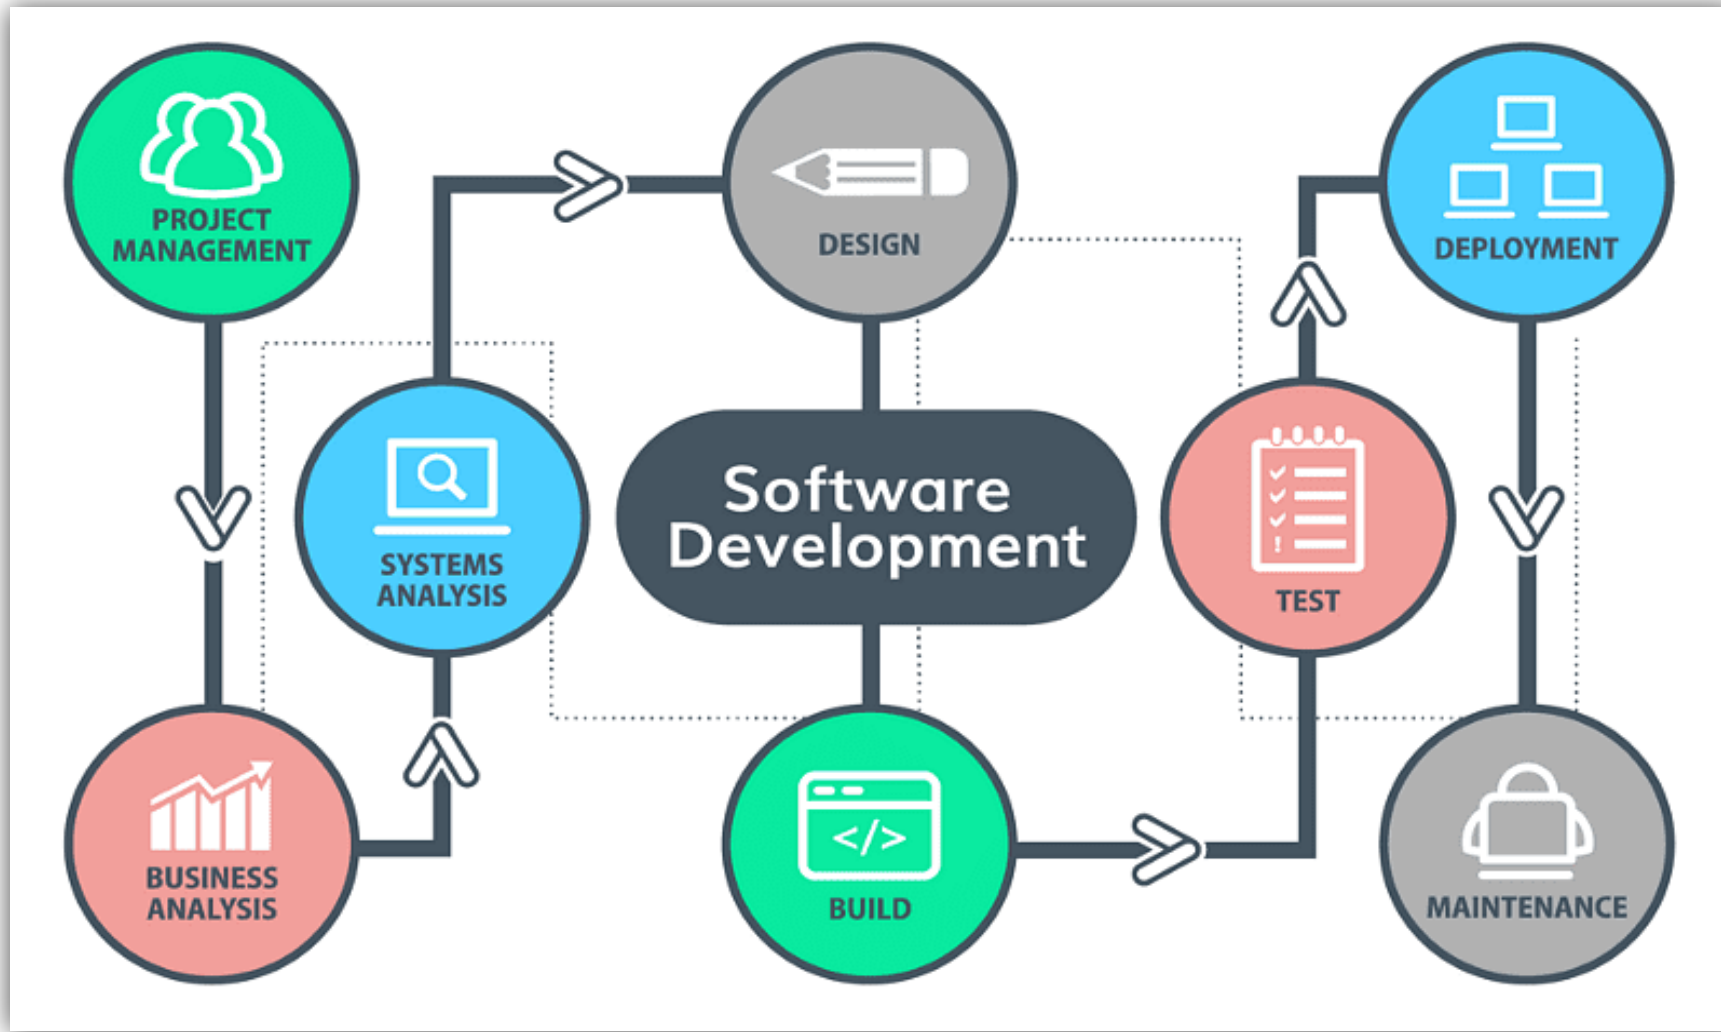 PROJECT
MANAGEMENT
BUSINESS
ANALYSIS
SYSTEMS
ANALYSIS
DESIGN
Software
Development
</>
BUILD
TEST
DEPLOYMENT
MAINTENANCE